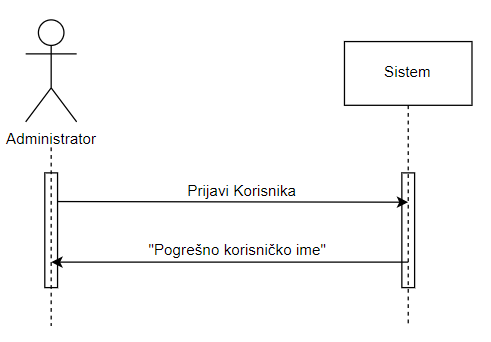 Sistem
Administrator
Prijavi Korisnika
"Pogrešno korisničko ime"